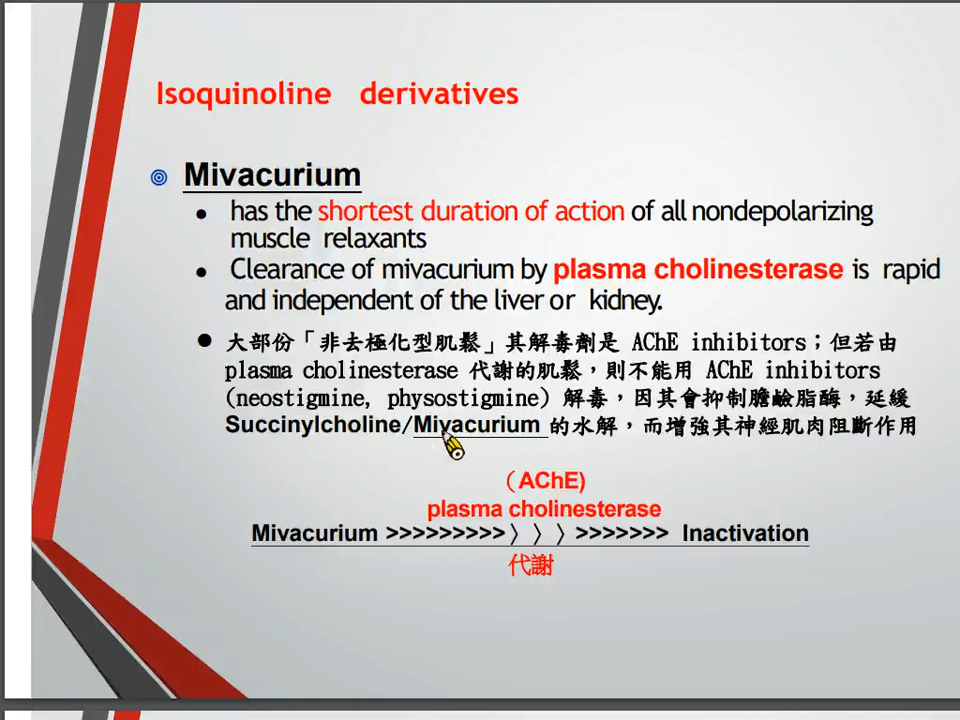 Isoquinoline derivatives
Mivacurium
has the shortest duration of action of all nondepolarizing
muscle relaxants
Clearance of mivacurium by plasma cholinesterase is rapid
and independent of the liver or kidney.
大部份「非去極化型肌鬆」其解毒劑是 AChE inhibitors；但若由
plasma cholinesterase 代謝的肌鬆，則不能用 AChE inhibitors
(neostigmine, physostigmine) 解毒，因其會抑制膽鹼脂酶，延緩
Succinylcholine/Mivacurium 的水解，而增強其神經肌肉阻斷作用
（AChE)
plasma cholinesterase
Mivacurium >>>>>>>>>〉〉〉>>>>>>> Inactivation
代謝